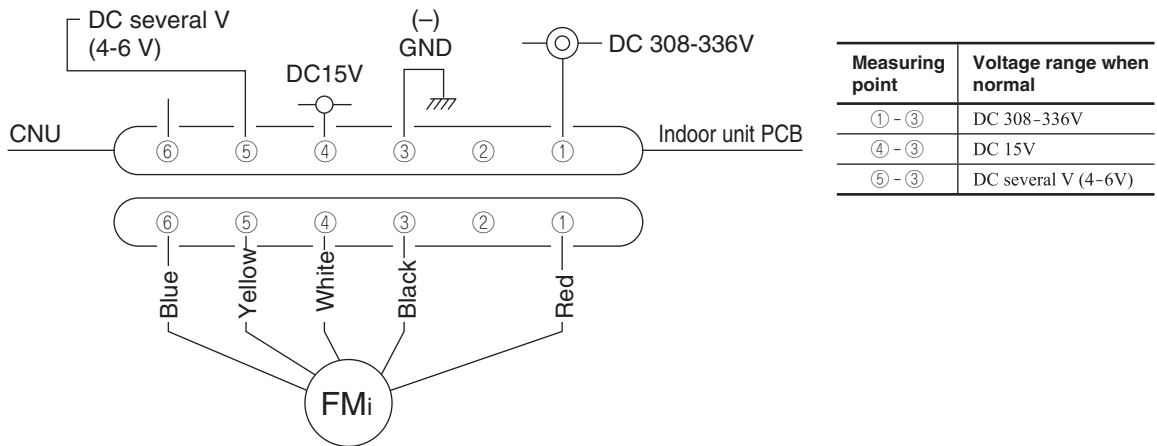 DC several V
(4-6 V)
(–)
GND
DC15V
DC 308-336V
CNU
⑥ ⑤ ④ ③ ② ①
Indoor unit PCB
⑥ ⑤ ④ ③ ② ①
Blue
Yellow
White
Black
Red
FMi
Measuring point
Voltage range when normal
①-③ DC 308-336V
④-③ DC 15V
⑤-③ DC several V (4-6V)